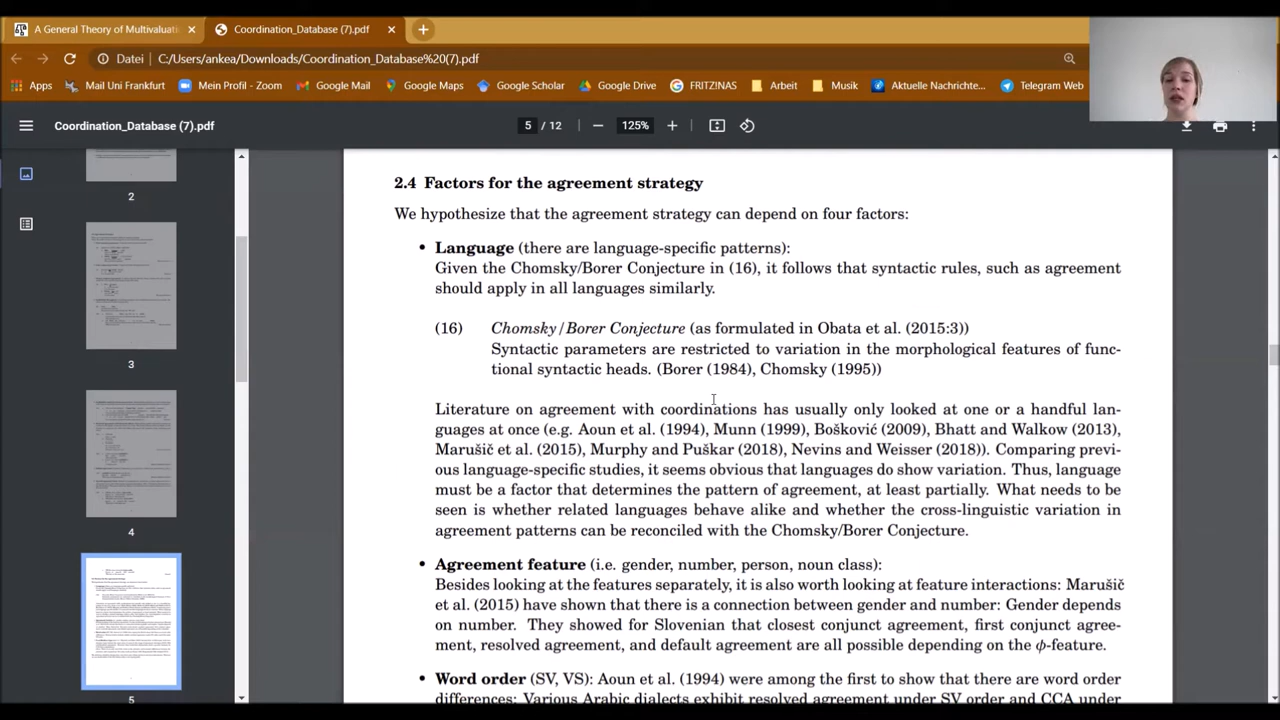 A General Theory of Multivaluati
Coordination_Database (7).pdf
Datei
C:/Users/ankea/Downloads/Coordination_Database%20(7).pdf
Apps
Mail Uni Frankfurt
Mein Profil - Zoom
Google Mail
Google Maps
Google Scholar
Google Drive
FRITZ!NAS
Arbeit
Musik
Aktuelle Nachrichte...
Telegram Web
Coordination_Database (7).pdf
5 / 12
125%
2
3
4
5
2.4 Factors for the agreement strategy
We hypothesize that the agreement strategy can depend on four factors:
• Language (there are language-specific patterns):
Given the Chomsky/Borer Conjecture in (16), it follows that syntactic rules, such as agreement
should apply in all languages similarly.
(16) Chomsky/Borer Conjecture (as formulated in Obata et al. (2015:3))
Syntactic parameters are restricted to variation in the morphological features of func-
tional syntactic heads. (Borer (1984), Chomsky (1995))
Literature on agreement with coordinations has usually only looked at one or a handful lan-
guages at once (e.g. Aoun et al. (1994), Munn (1999), Bošković (2009), Bhatt and Walkow (2013),
Marušič et al. (2015), Murphy and Puškar (2018), Nevins and Weisser (2018)). Comparing previ-
ous language-specific studies, it seems obvious that languages do show variation. Thus, language
must be a factor that determines the pattern of agreement, at least partially. What needs to be
seen is whether related languages behave alike and whether the cross-linguistic variation in
agreement patterns can be reconciled with the Chomsky/Borer Conjecture.
• Agreement feature (i.e. gender, number, person, noun class):
Besides looking at the features separately, it is also worth looking at feature interactions: Marušič
et al. (2015) have shown that there is a connection between gender and number: Gender depends
on number. They showed for Slovenian that closest conjunct agreement, first conjunct agree-
ment, resolved agreement, and default agreement are all possible depending on the ϕ-feature.
• Word order (SV, VS): Aoun et al. (1994) were among the first to show that there are word order
differences: Various Arabic dialects exhibit resolved agreement under SV order and CCA under